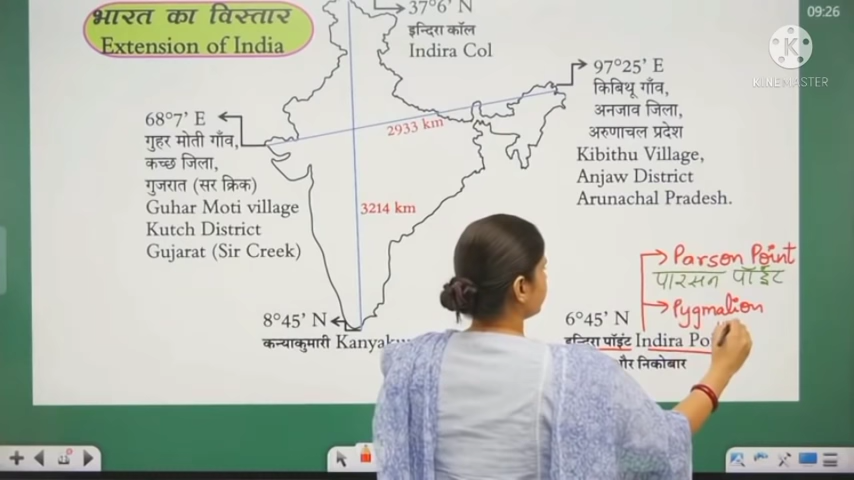 भारत का विस्तार
Extension of India
37°6' N
इन्दिरा कॉल
Indira Col
97°25' E
किबिथू गाँव,
अनजाव जिला,
अरुणाचल प्रदेश
Kibithu Village,
Anjaw District
Arunachal Pradesh.
68°7' E
गुहर मोती गाँव,
कच्छ जिला,
गुजरात (सर क्रिक)
Guhar Moti village
Kutch District
Gujarat (Sir Creek)
2933 km
3214 km
8°45' N
कन्याकुमारी
6°45' N
इन्दिरा पॉइंट Indira
निकोबार
Parson Point
पारसन पॉइंट
Pygmalion
09:26
KINEMASTER